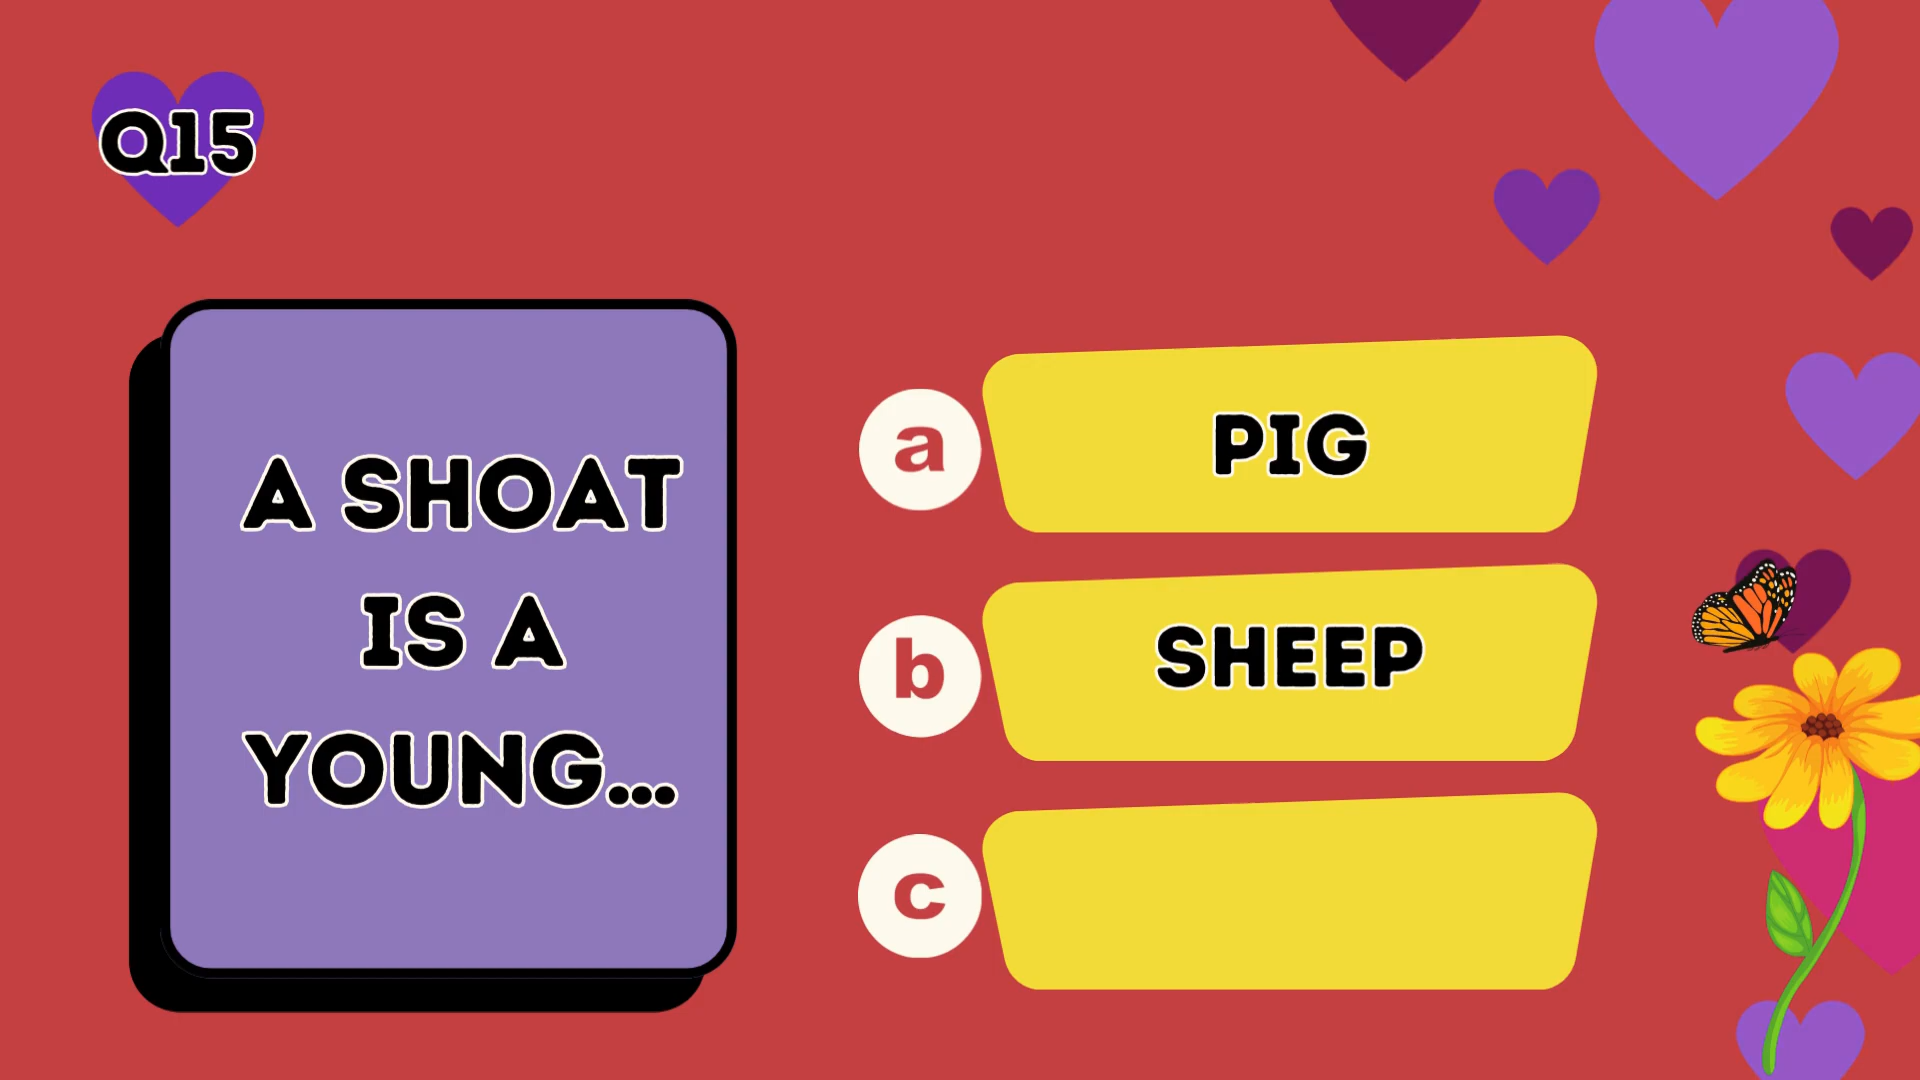 Q15
A SHOAT
IS A
YOUNG...
a
PIG
b
SHEEP
c